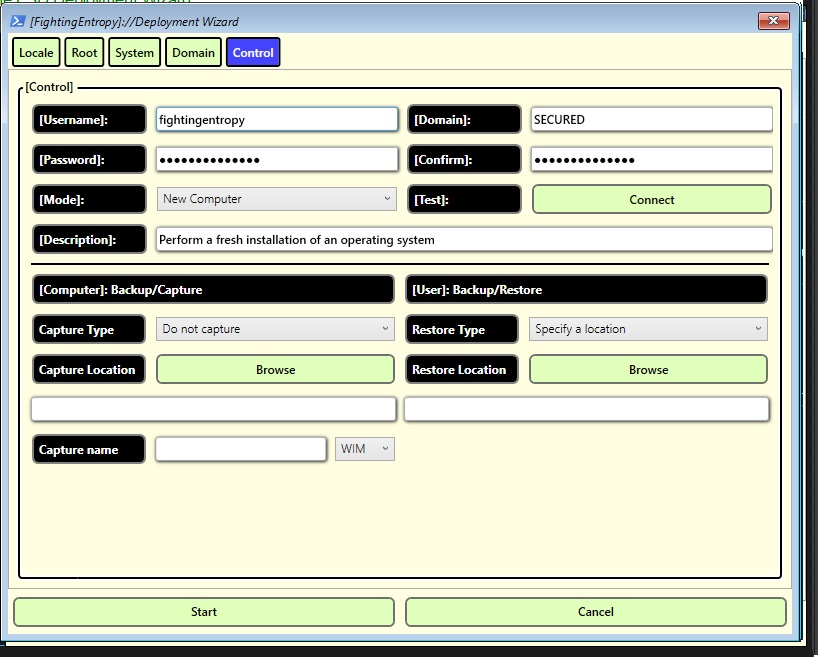 [FightingEntropy]://Deployment Wizard
Locale Root System Domain Control
[Control]
[Username]: fightingentropy [Domain]: SECURED
[Password]: ●●●●●●●●●●●●●● [Confirm]: ●●●●●●●●●●●●●●
[Mode]: New Computer [Test]: Connect
[Description]: Perform a fresh installation of an operating system
[Computer]: Backup/Capture [User]: Backup/Restore
Capture Type Do not capture Restore Type Specify a location
Capture Location Browse Restore Location Browse
Capture name WIM
Start Cancel